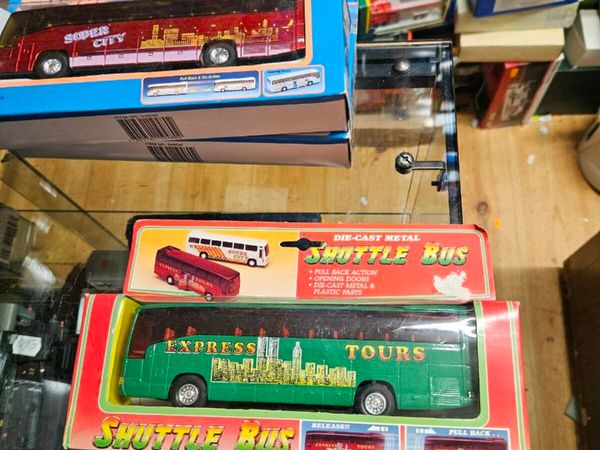 SUPER
CITY
Pull Back & Go Action
DIE-CAST METAL
SHUTTLE BUS
• PULL BACK ACTION
• OPENING DOORS
• DIE-CAST METAL &
PLASTIC PARTS
EXPRESS TOURS
SHUTTLE BUS
RELEASE!!
PULL BACK..